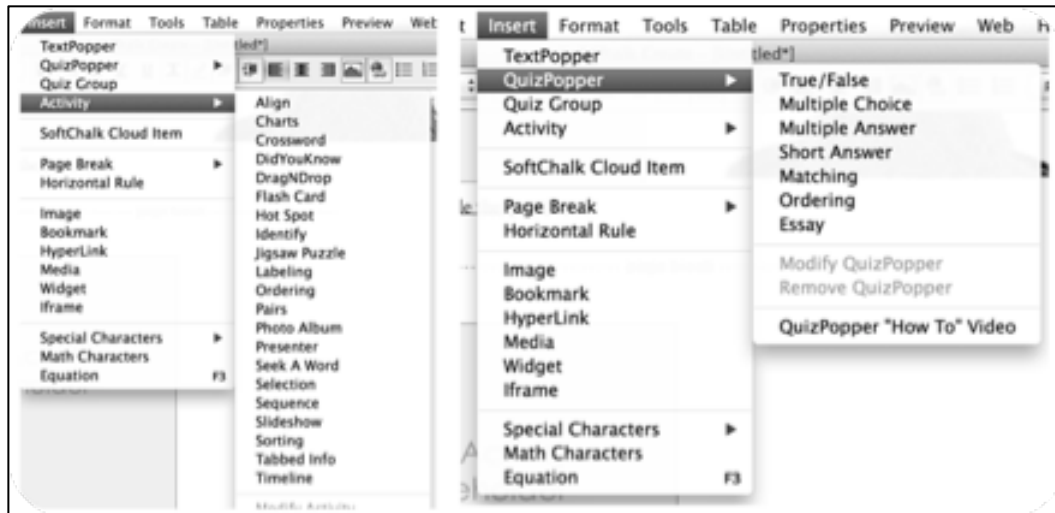 Insert Format Tools Table Properties Preview Web
tled*]
TextPopper
QuizPopper
Quiz Group
Activity
SoftChalk Cloud Item
Page Break
Horizontal Rule
Image
Bookmark
HyperLink
Media
Widget
Iframe
Special Characters
Math Characters
Equation F3
Align
Charts
Crossword
DidYouKnow
DragNDrop
Flash Card
Hot Spot
Identify
Jigsaw Puzzle
Labeling
Ordering
Pairs
Photo Album
Presenter
Seek A Word
Selection
Sequence
Slideshow
Sorting
Tabbed Info
Timeline
Modify Activity
t Insert Format Tools Table Properties Preview Web H
tled*]
TextPopper
QuizPopper
Quiz Group
Activity
SoftChalk Cloud Item
Page Break
Horizontal Rule
Image
Bookmark
HyperLink
Media
Widget
Iframe
Special Characters
Math Characters
Equation F3
True/False
Multiple Choice
Multiple Answer
Short Answer
Matching
Ordering
Essay
Modify QuizPopper
Remove QuizPopper
QuizPopper "How To" Video